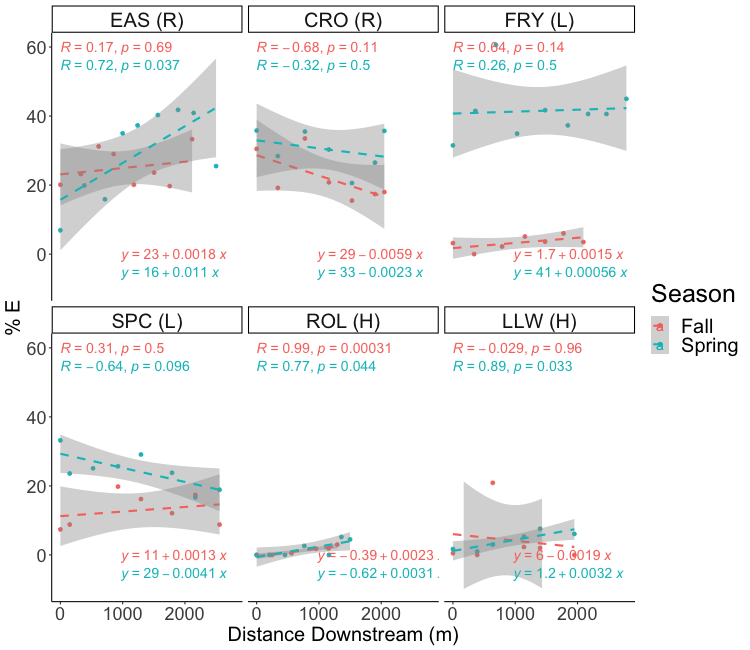 EAS (R)
CRO (R)
FRY (L)
R = 0.17, p = 0.69
R = 0.72, p = 0.037
R = −0.68, p = 0.11
R = −0.32, p = 0.5
R = 0.64, p = 0.14
R = 0.26, p = 0.5
60
40
20
0
y = 23 + 0.0018 x
y = 16 + 0.011 x
y = 29 − 0.0059 x
y = 33 − 0.0023 x
y = 1.7 + 0.0015 x
y = 41 + 0.00056 x
% E
SPC (L)
ROL (H)
LLW (H)
R = 0.31, p = 0.5
R = −0.64, p = 0.096
R = 0.99, p = 0.00031
R = 0.77, p = 0.044
R = −0.029, p = 0.96
R = 0.89, p = 0.033
60
40
20
0
y = 11 + 0.0013 x
y = 29 − 0.0041 x
y = −0.39 + 0.0023
y = −0.62 + 0.0031
y = 6 − 0.0019 x
y = 1.2 + 0.0032 x
0 1000 2000
0 1000 2000
0 1000 2000
Distance Downstream (m)
Season
a Fall
a Spring